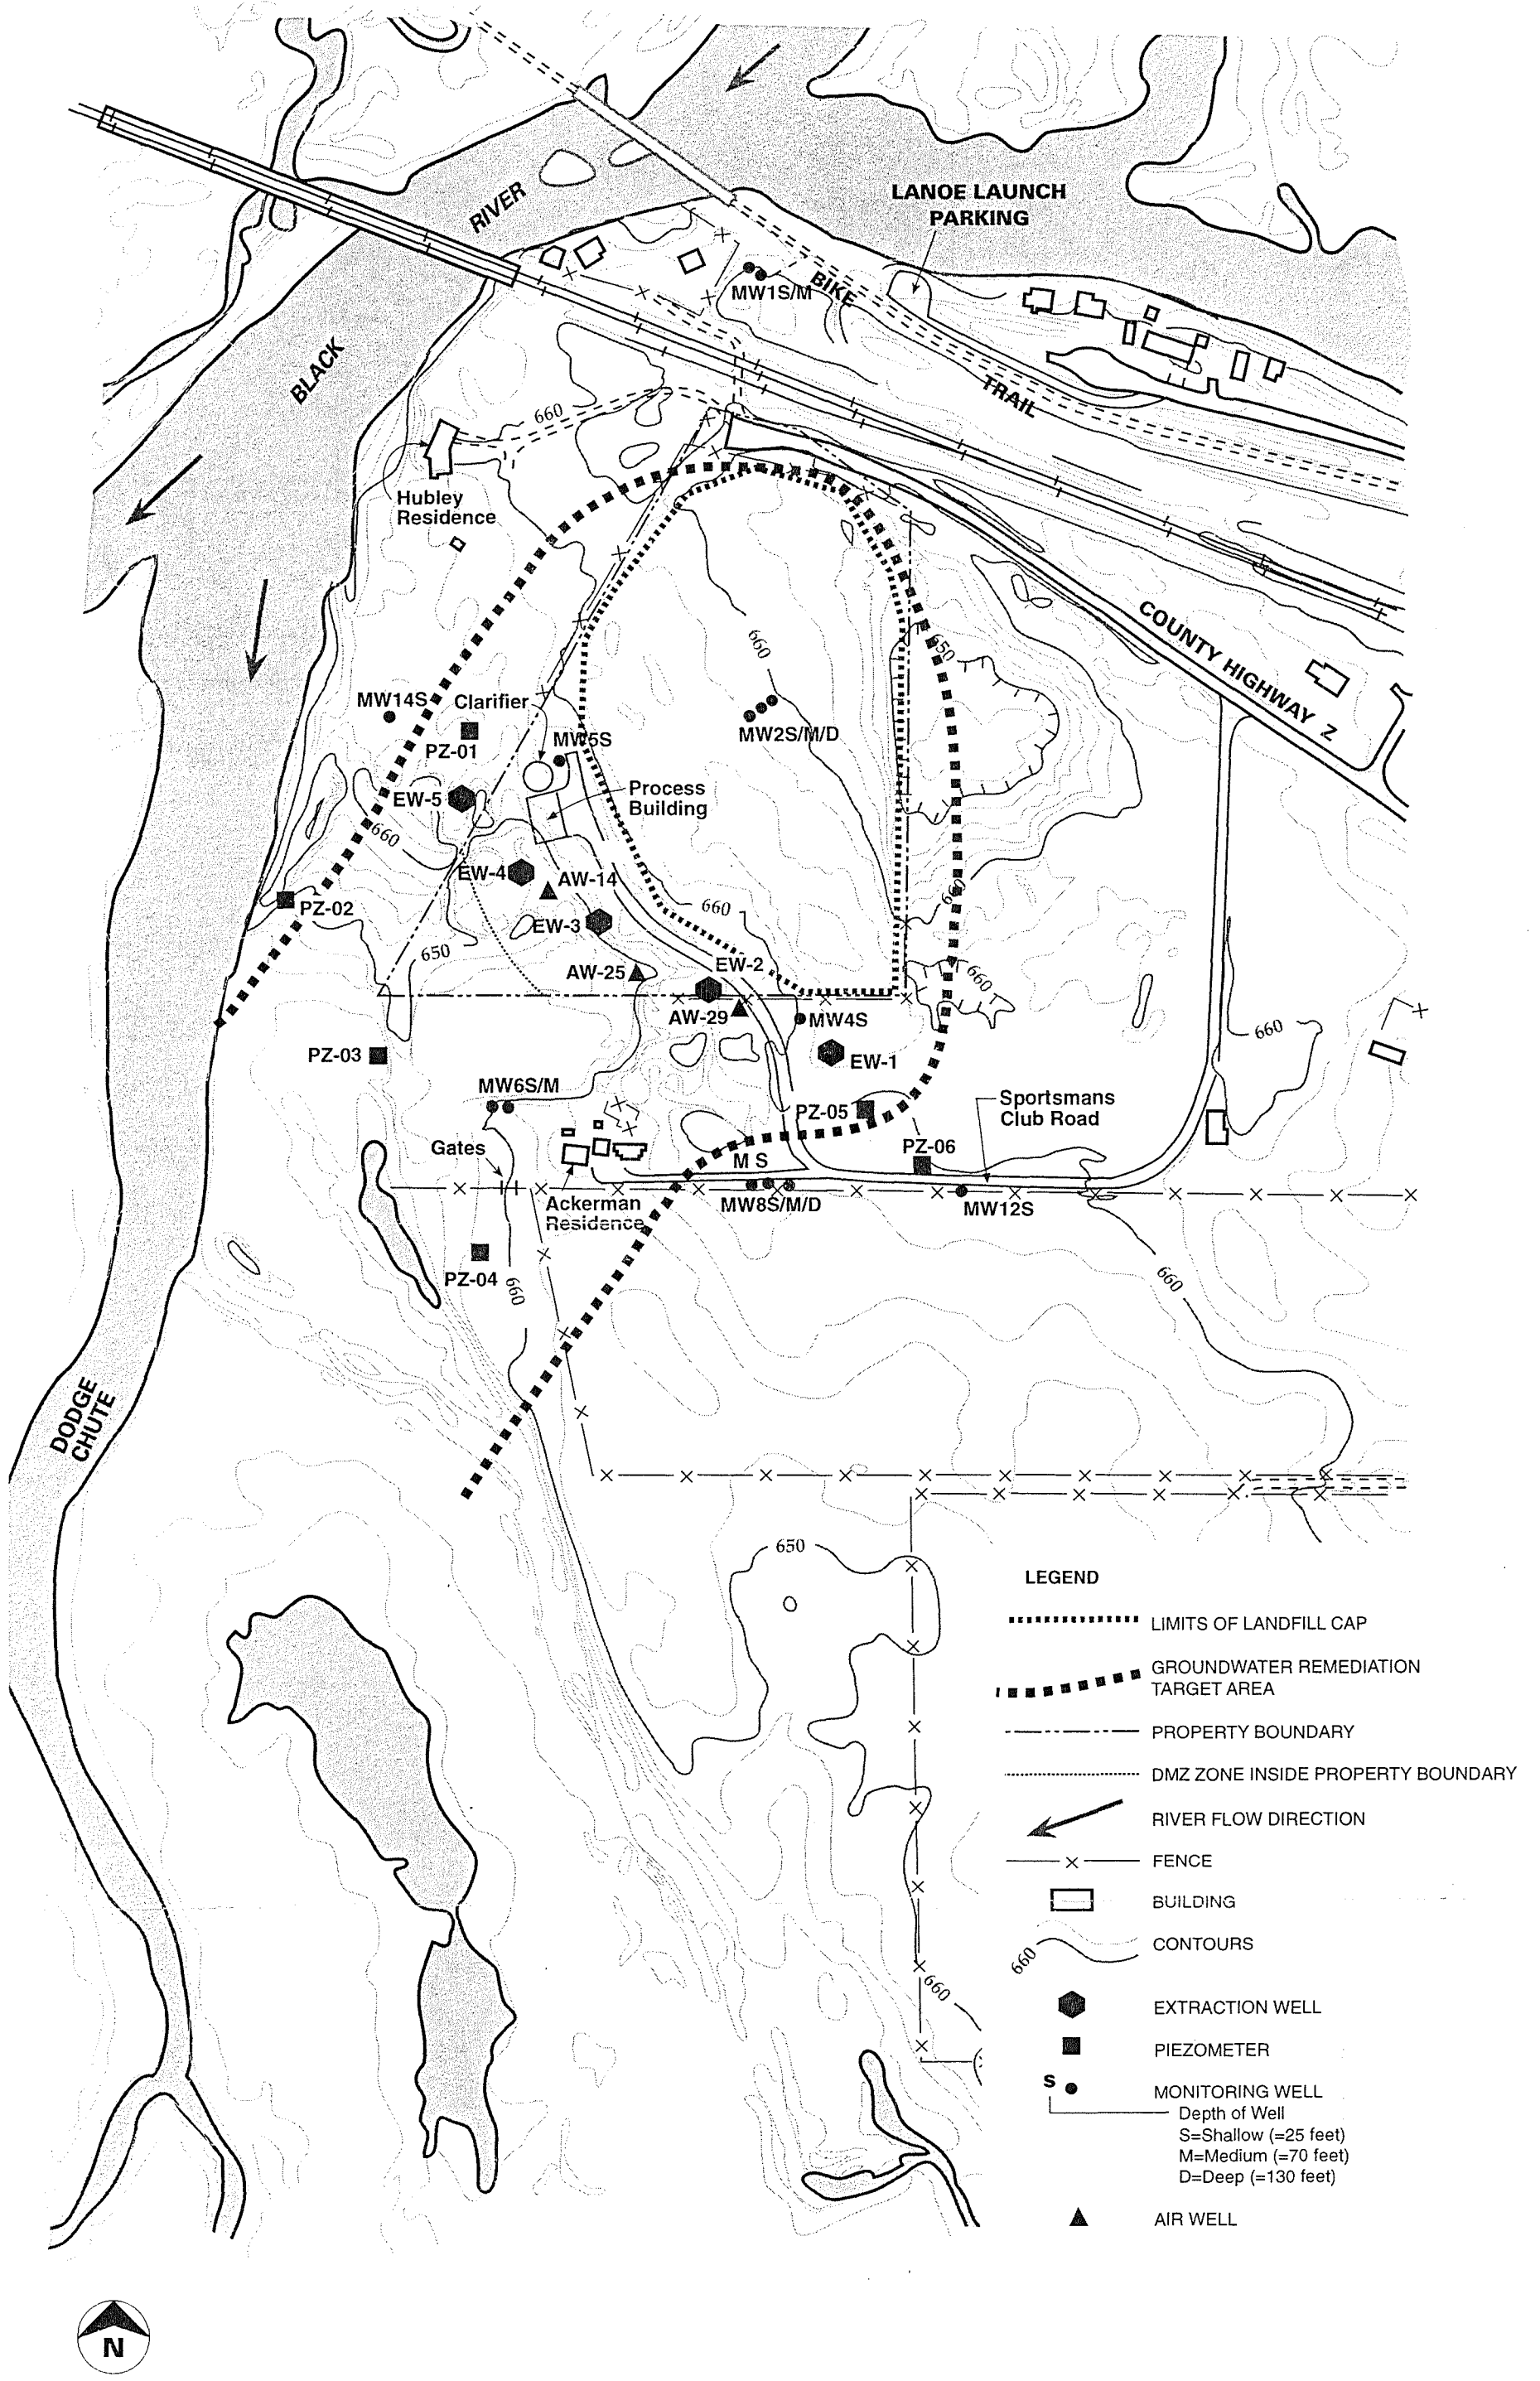 LANOE LAUNCH
PARKING
RIVER
MW1S/M
BIKE
BLACK
TRAIL
660
Hubley
Residence
COUNTY HIGHWAY Z
660
650
MW14S
Clarifier
MW2S/M/D
MW5S
PZ-01
EW-5
Process
Building
660
EW-4
AW-14
660
660
PZ-02
EW-3
650
EW-2
AW-25
660
AW-29
MW4S
660
PZ-03
EW-1
MW6S/M
Sportsmans
Club Road
PZ-05
Gates
PZ-06
M S
Ackerman
Residence
MW8S/M/D
MW12S
PZ-04
660
660
DODGE
CHUTE
650
LEGEND
LIMITS OF LANDFILL CAP
GROUNDWATER REMEDIATION
TARGET AREA
PROPERTY BOUNDARY
DMZ ZONE INSIDE PROPERTY BOUNDARY
RIVER FLOW DIRECTION
FENCE
BUILDING
660
CONTOURS
660
EXTRACTION WELL
PIEZOMETER
S
MONITORING WELL
Depth of Well
S=Shallow (=25 feet)
M=Medium (=70 feet)
D=Deep (=130 feet)
AIR WELL
N